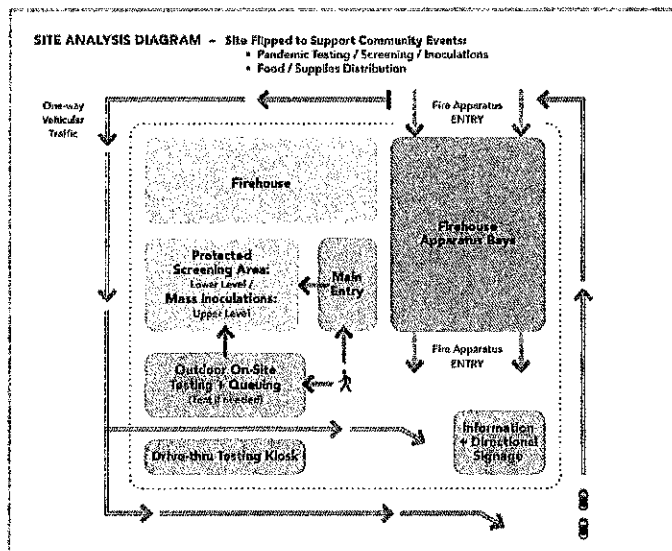 SITE ANALYSIS DIAGRAM - Site Flipped to Support Community Events:
• Pandemic Testing / Screening / Inoculations
• Food / Supplies Distribution
One-way
Vehicular
Traffic
Fire Apparatus
ENTRY
Firehouse
Firehouse
Apparatus Bays
Protected
Screening Area:
Lower Level /
Mass Inoculations:
Upper Level
Main
Entry
Fire Apparatus
ENTRY
Outdoor On-Site
Testing + Queuing
(Tent if needed)
Information
+ Directional
Signage
Drive-thru Testing Kiosk